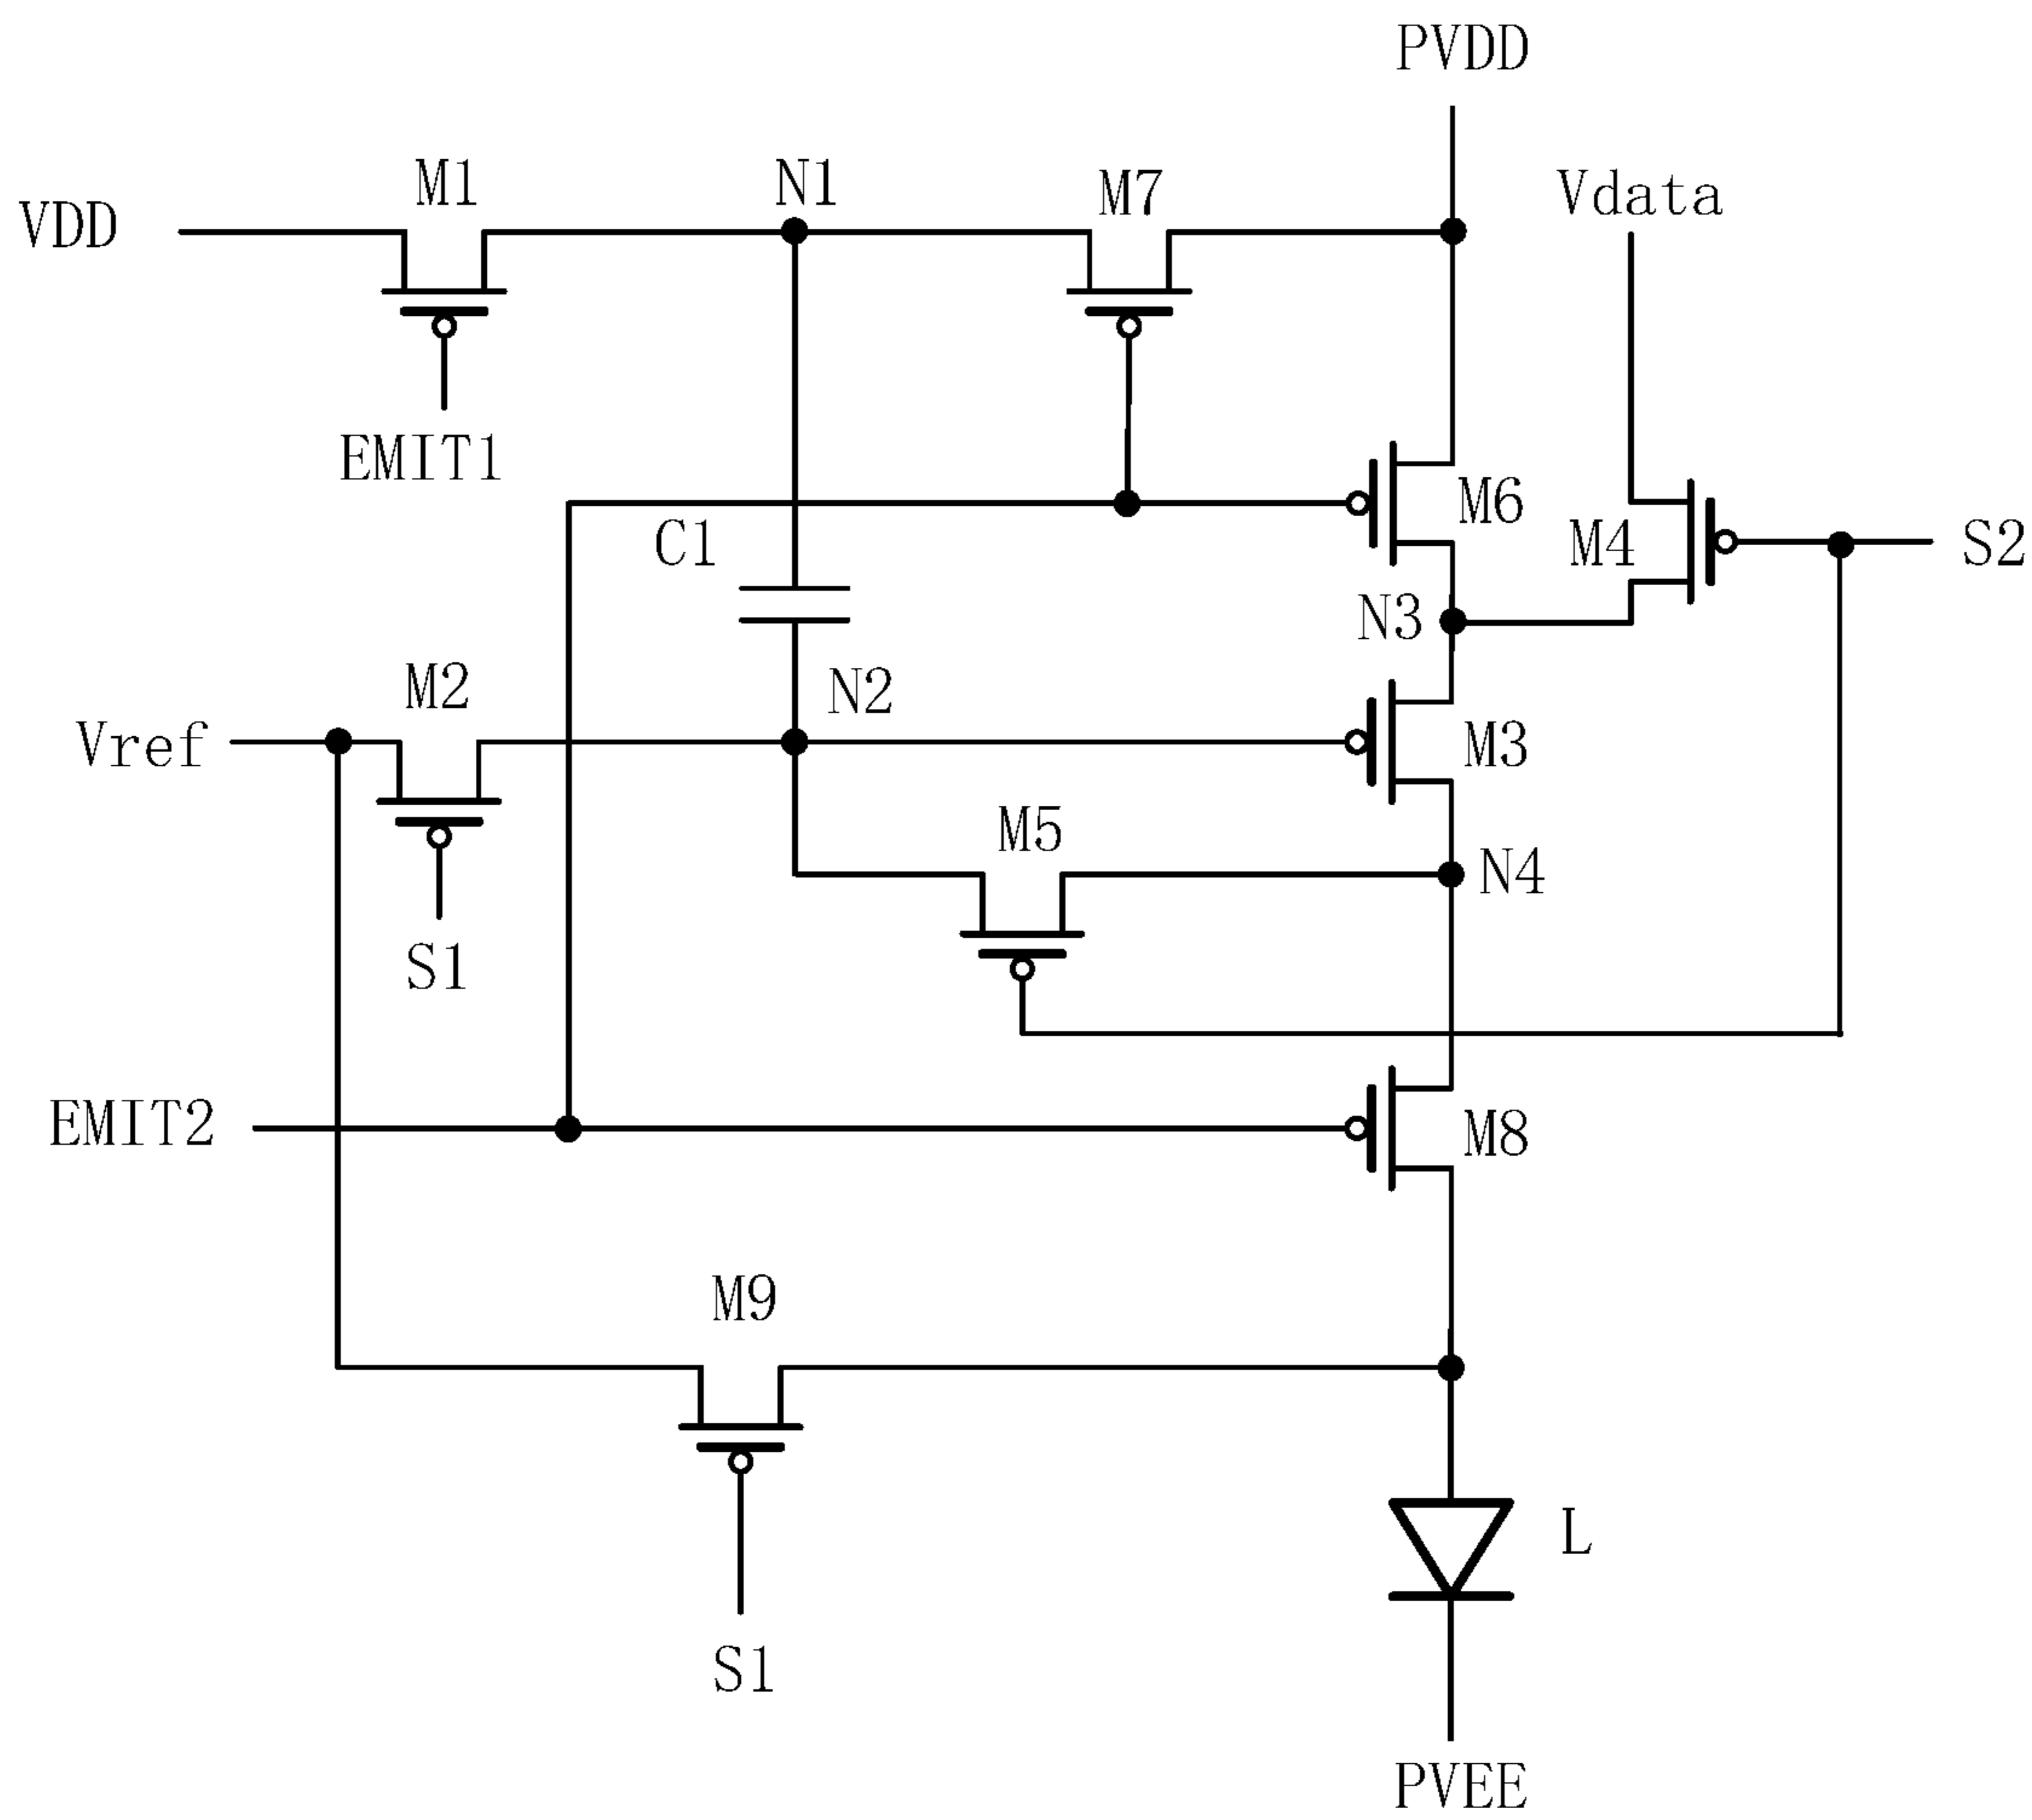 PVDD
M1
N1
M7
Vdata
VDD
EMIT1
M6
C1
M4
S2
N3
M2
N2
Vref
M3
M5
N4
S1
EMIT2
M8
M9
L
S1
PVEE